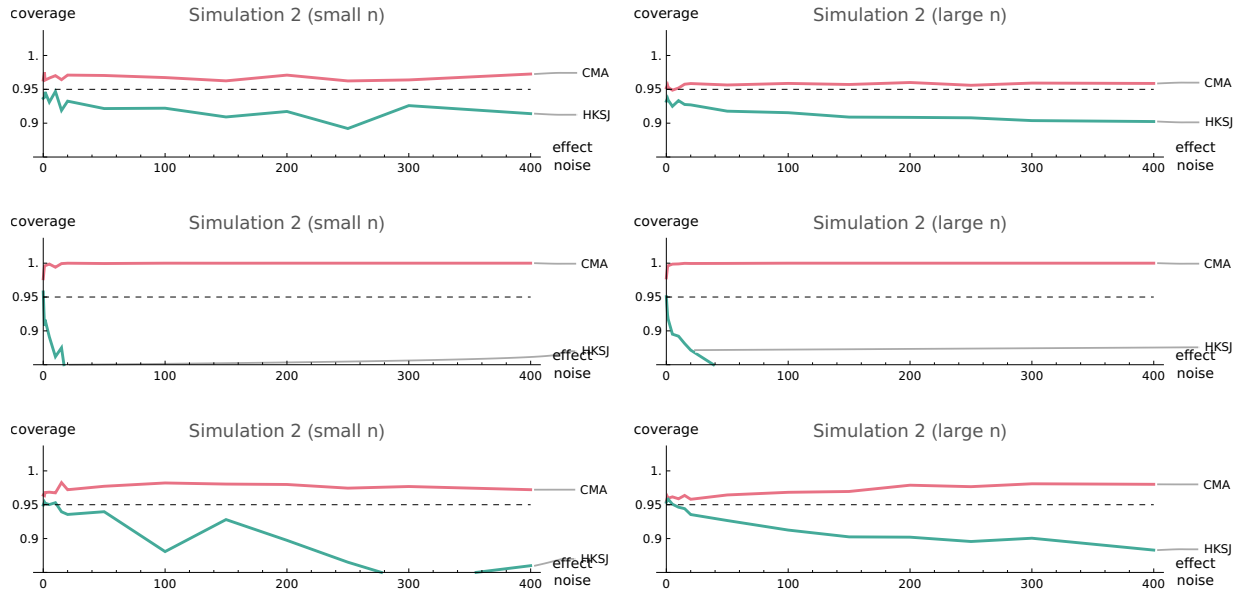 coverage
Simulation 2 (small n)
1.
0.95
0.9
CMA
HKSJ
effect
noise
0 100 200 300 400
coverage
Simulation 2 (large n)
1.
0.95
0.9
CMA
HKSJ
effect
noise
0 100 200 300 400
coverage
Simulation 2 (small n)
1.
0.95
0.9
CMA
HKSJ
effect
noise
0 100 200 300 400
coverage
Simulation 2 (large n)
1.
0.95
0.9
CMA
HKSJ
effect
noise
0 100 200 300 400
coverage
Simulation 2 (small n)
1.
0.95
0.9
CMA
HKSJ
effect
noise
0 100 200 300 400
coverage
Simulation 2 (large n)
1.
0.95
0.9
CMA
HKSJ
effect
noise
0 100 200 300 400